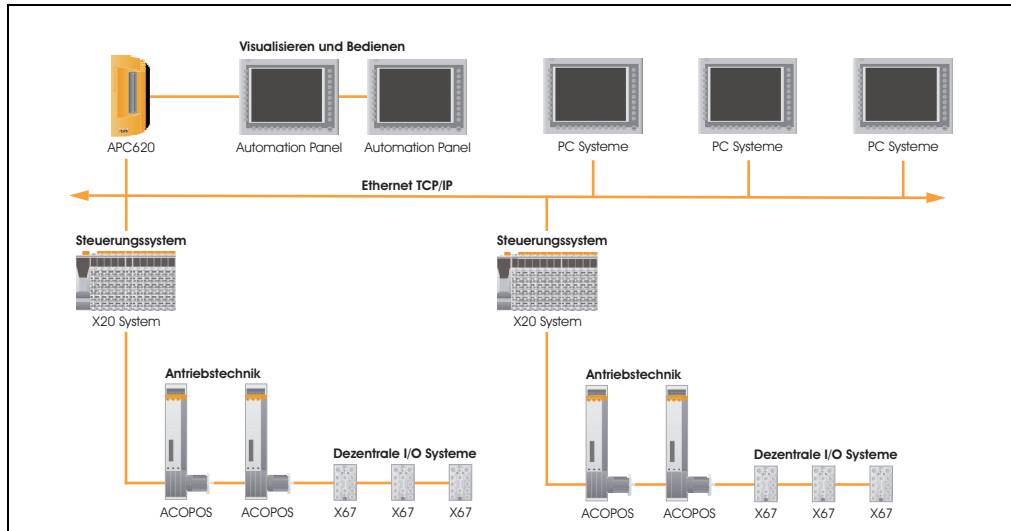 Visualisieren und Bedienen
APC620
Automation Panel
Automation Panel
PC Systeme
PC Systeme
PC Systeme
Ethernet TCP/IP
Steuerungssystem
Steuerungssystem
X20 System
X20 System
Antriebstechnik
Antriebstechnik
Dezentrale I/O Systeme
Dezentrale I/O Systeme
ACOPOS
ACOPOS
X67
X67
X67
ACOPOS
ACOPOS
X67
X67
X67